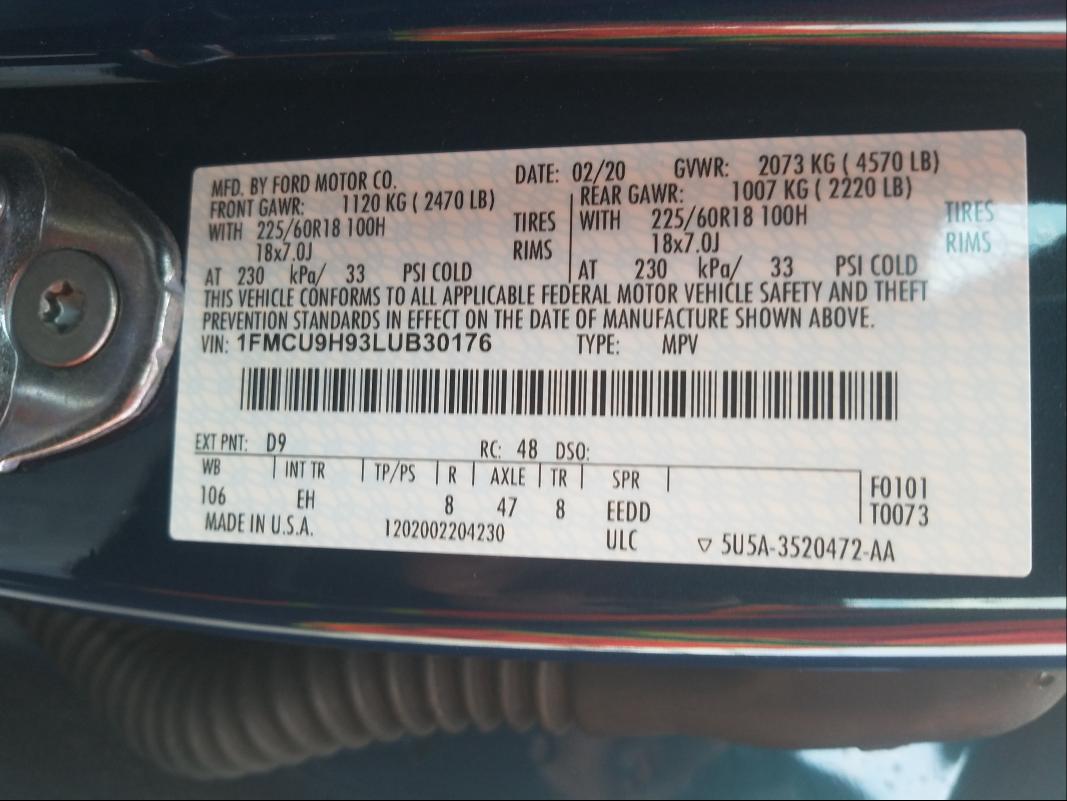 MFD. BY FORD MOTOR CO. DATE: 02/20 GVWR: 2073 KG ( 4570 LB)
FRONT GAWR: 1120 KG ( 2470 LB) REAR GAWR: 1007 KG ( 2220 LB)
WITH 225/60R18 100H TIRES WITH 225/60R18 100H TIRES
18x7.0J RIMS 18x7.0J RIMS
AT 230 kPa/ 33 PSI COLD AT 230 kPa/ 33 PSI COLD
THIS VEHICLE CONFORMS TO ALL APPLICABLE FEDERAL MOTOR VEHICLE SAFETY AND THEFT
PREVENTION STANDARDS IN EFFECT ON THE DATE OF MANUFACTURE SHOWN ABOVE.
VIN: 1FMCU9H93LUB30176 TYPE: MPV
EXT PNT: D9 RC: 48 DSO:
WB INT TR TP/PS R AXLE TR SPR F0101
106 EH 8 47 8 EEDD T0073
MADE IN U.S.A. 1202002204230 ULC ▽ 5U5A-3520472-AA